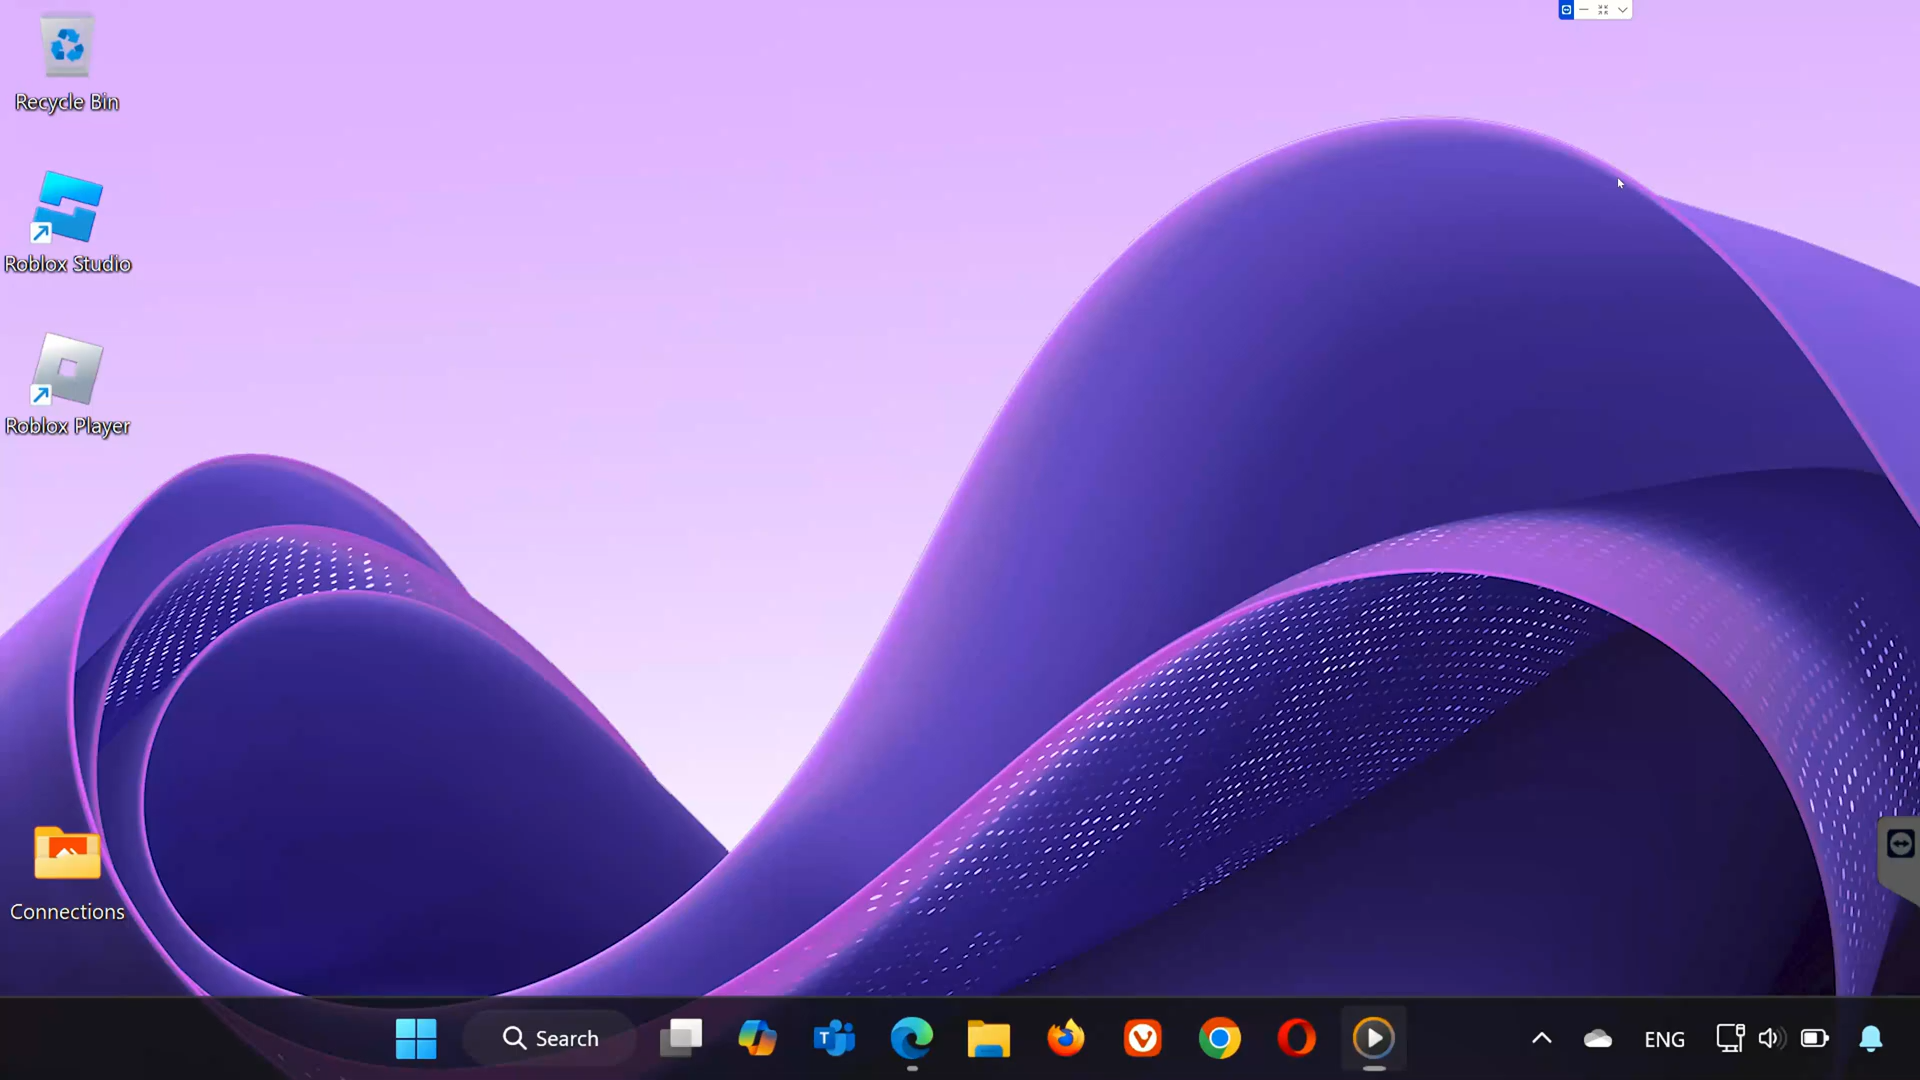 Recycle Bin
Roblox Studio
Roblox Player
Connections
Search
ENG